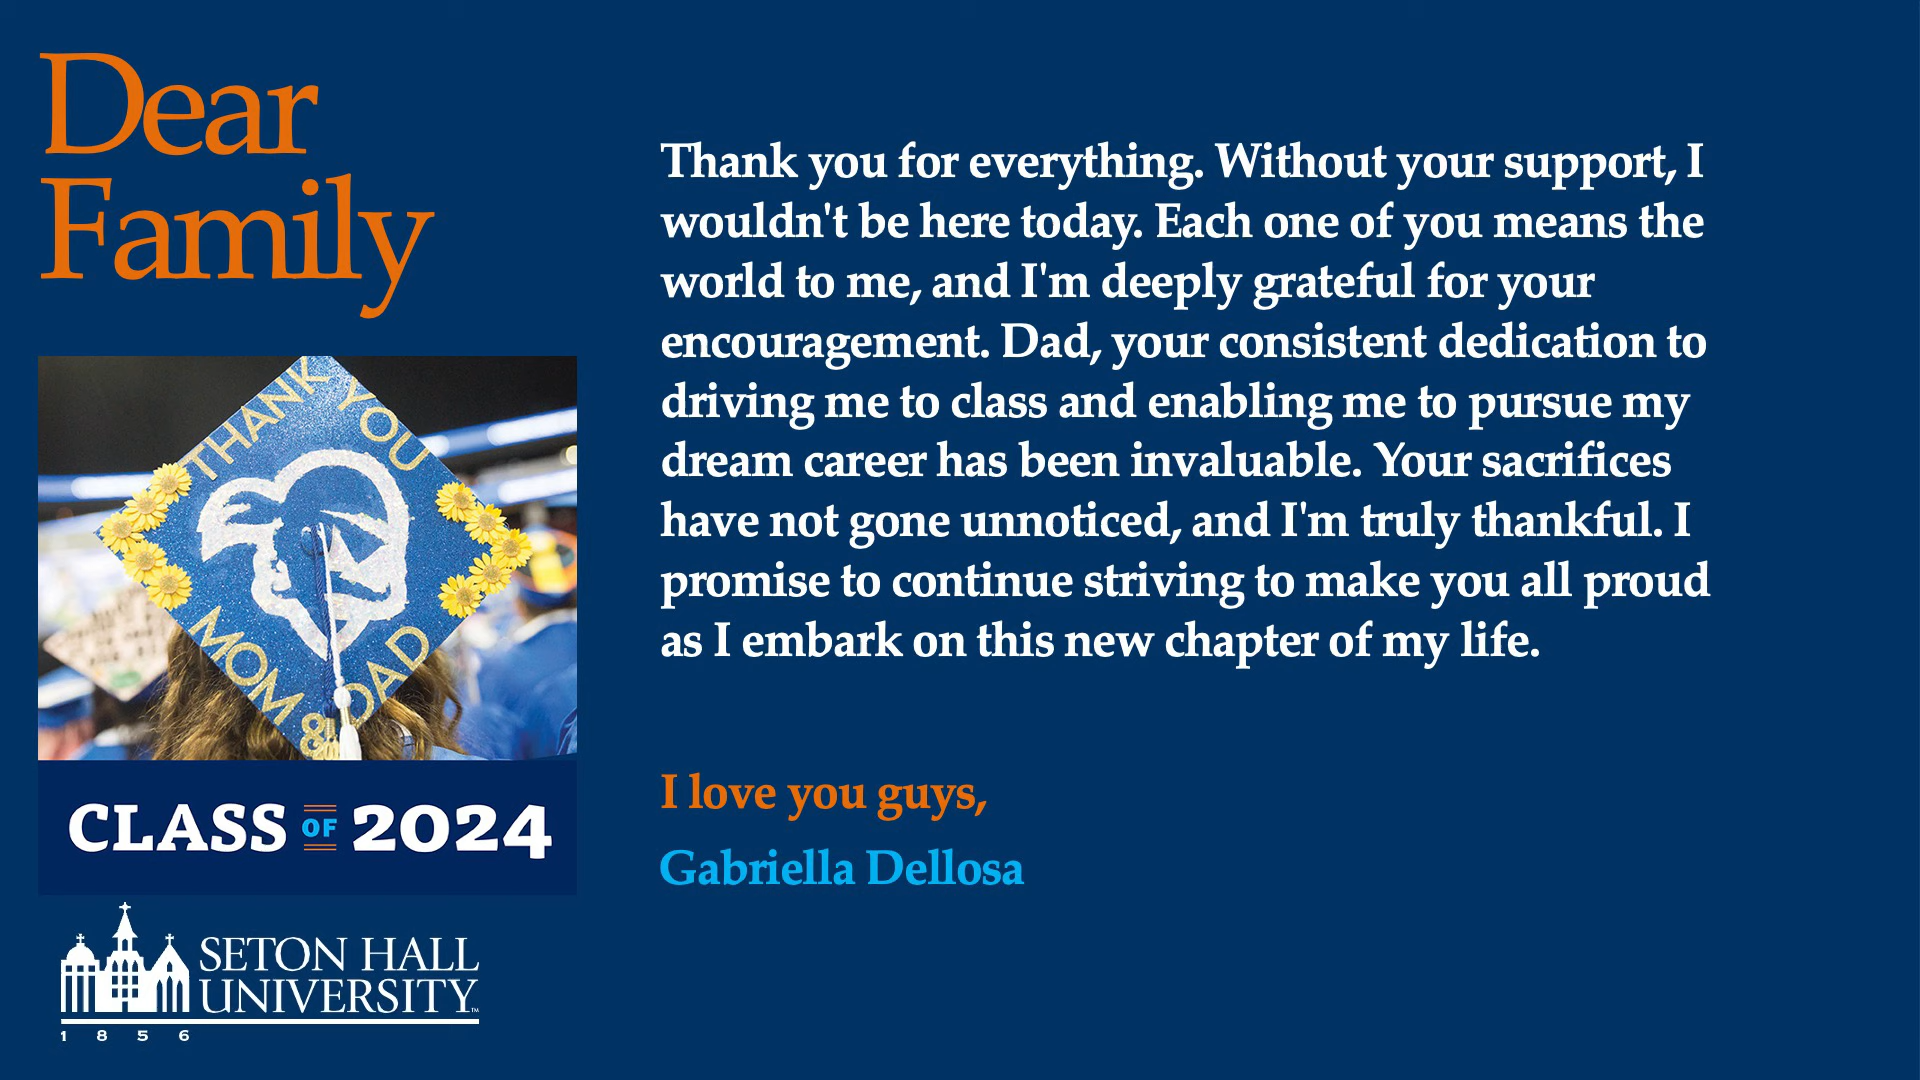 Dear
Family
THANK YOU
MOM & DAD
CLASS OF 2024
SETON HALL
UNIVERSITY™
1 8 5 6
Thank you for everything. Without your support, I
wouldn't be here today. Each one of you means the
world to me, and I'm deeply grateful for your
encouragement. Dad, your consistent dedication to
driving me to class and enabling me to pursue my
dream career has been invaluable. Your sacrifices
have not gone unnoticed, and I'm truly thankful. I
promise to continue striving to make you all proud
as I embark on this new chapter of my life.
I love you guys,
Gabriella Dellosa